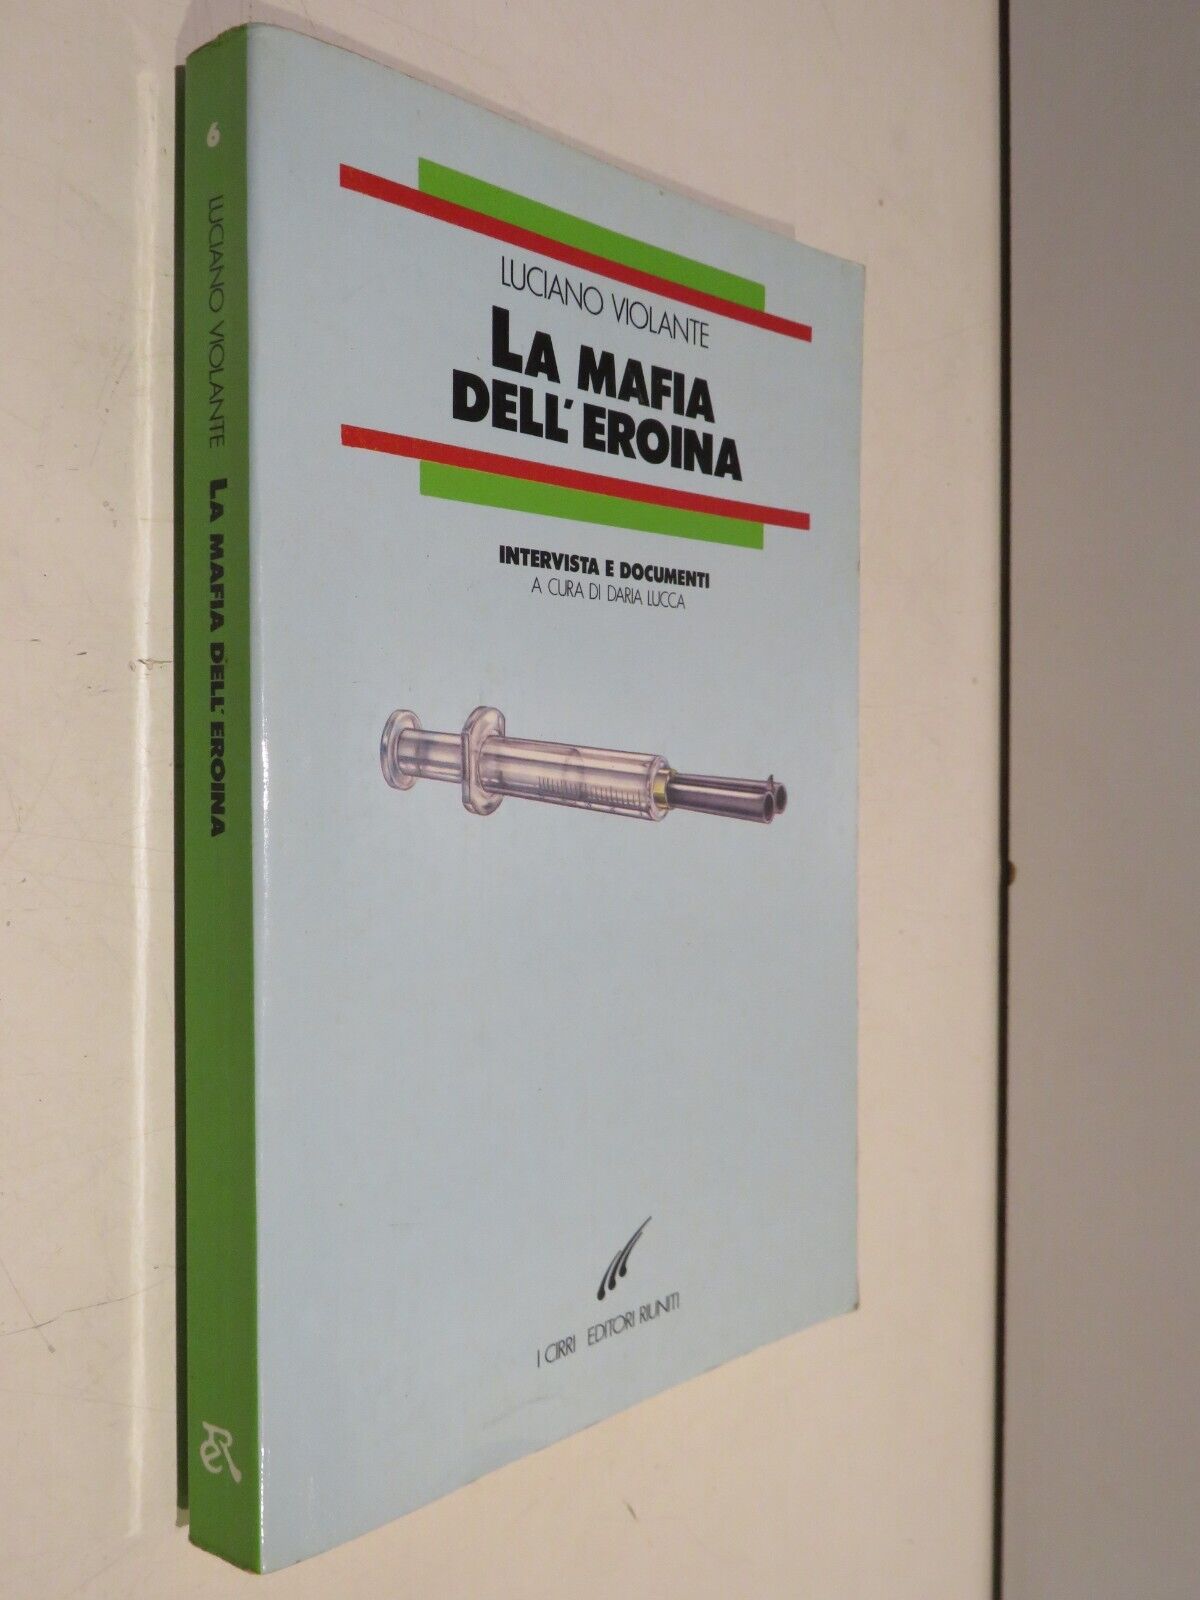 6
LUCIANO VIOLANTE LA MAFIA DELL'EROINA
LUCIANO VIOLANTE
LA MAFIA
DELL'EROINA
INTERVISTA E DOCUMENTI
A CURA DI DARIA LUCCA
I CIRRI EDITORI RIUNITI